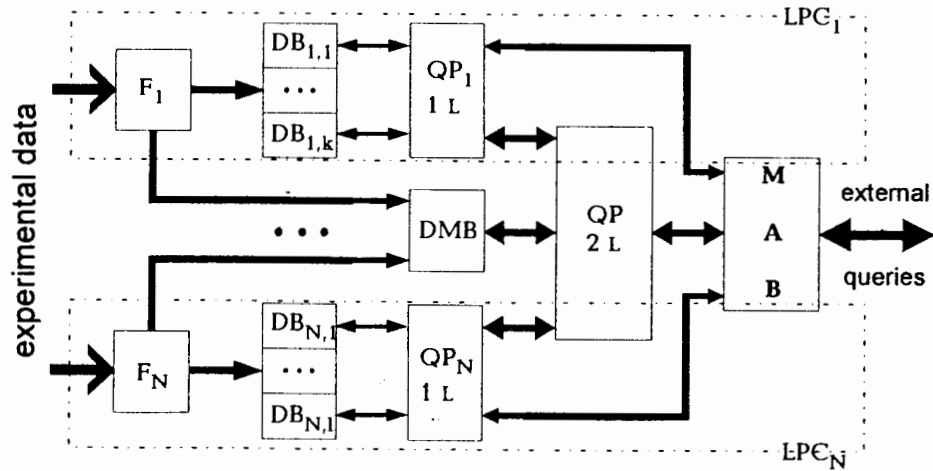 LPC1
experimental data
F1
DB1,1
...
DB1,k
QP1
1 L
DMB
...
QP
2 L
M
A
B
external
queries
FN
DBN,1
...
DBN,1
QPN
1 L
LPCN